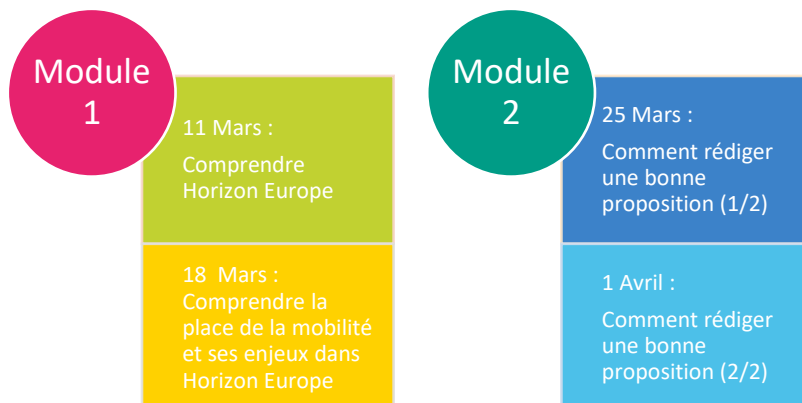 Module
1
11 Mars :
Comprendre
Horizon Europe
18 Mars :
Comprendre la
place de la mobilité
et ses enjeux dans
Horizon Europe
Module
2
25 Mars :
Comment rédiger
une bonne
proposition (1/2)
1 Avril :
Comment rédiger
une bonne
proposition (2/2)